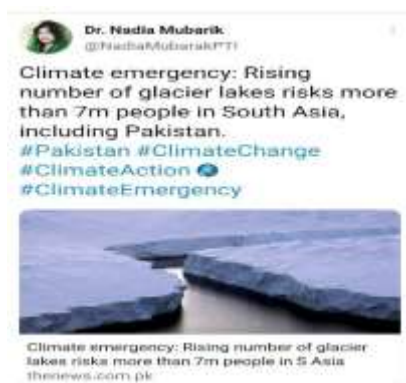 Dr. Nadia Mubarik
@NadiaMubarakPTI
Climate emergency: Rising
number of glacier lakes risks more
than 7m people in South Asia,
including Pakistan.
#Pakistan #ClimateChange
#ClimateAction
#ClimateEmergency
Climate emergency: Rising number of glacier
lakes risks more than 7m people in S Asia
thenews.com.pk